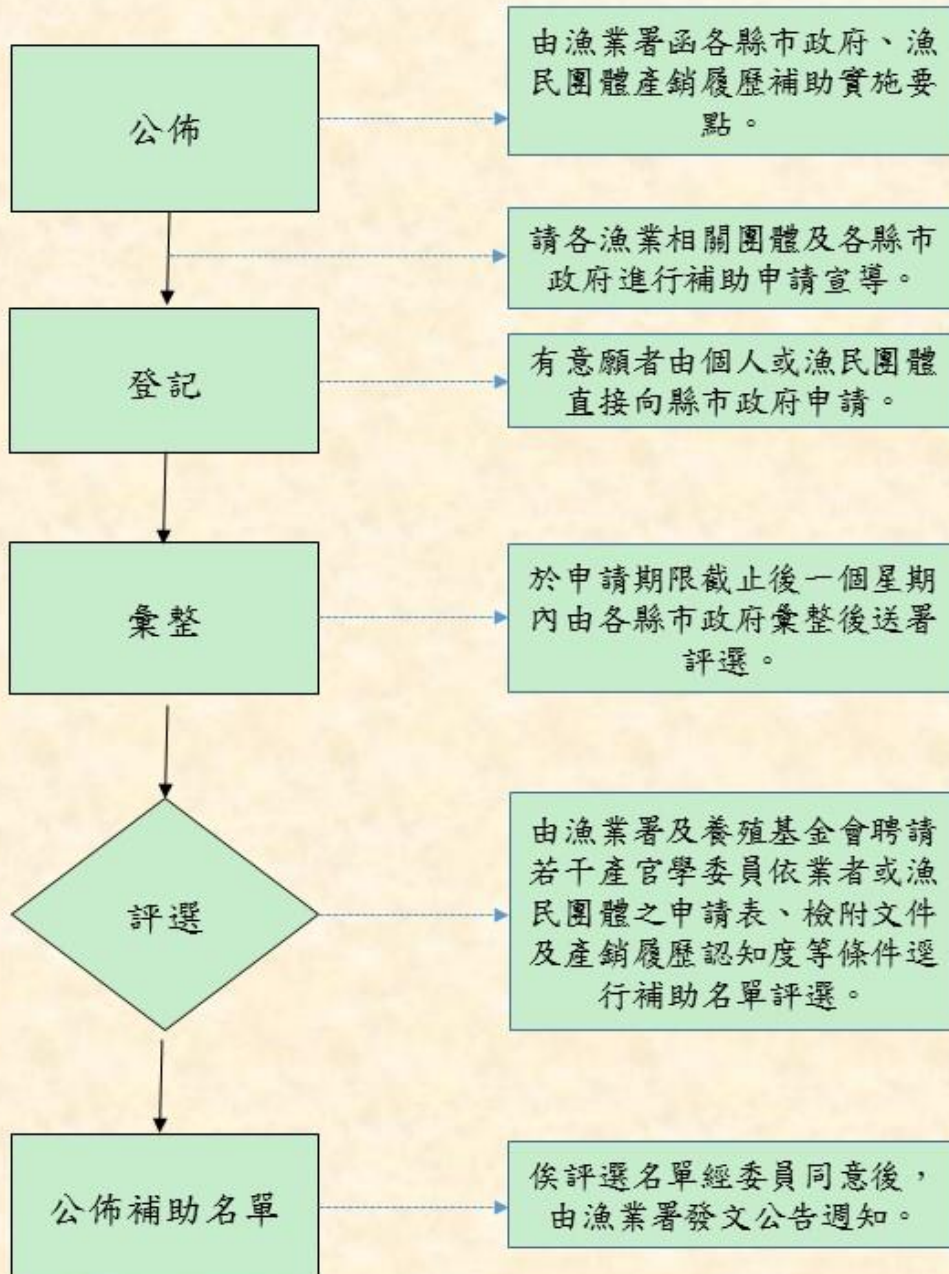 公佈
由漁業署函各縣市政府、漁
民團體產銷履歷補助實施要
點。
請各漁業相關團體及各縣市
政府進行補助申請宣導。
登記
有意願者由個人或漁民團體
直接向縣市政府申請。
彙整
於申請期限截止後一個星期
內由各縣市政府彙整後送署
評選。
評選
由漁業署及養殖基金會聘請
若干產官學委員依業者或漁
民團體之申請表、檢附文件
及產銷履歷認知度等條件逕
行補助名單評選。
公佈補助名單
俟評選名單經委員同意後，
由漁業署發文公告週知。